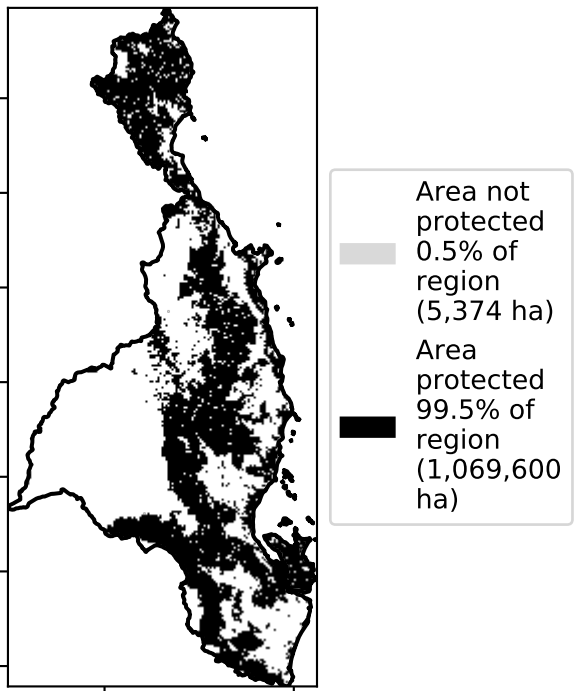 Area not
protected
0.5% of
region
(5,374 ha)
Area
protected
99.5% of
region
(1,069,600
ha)